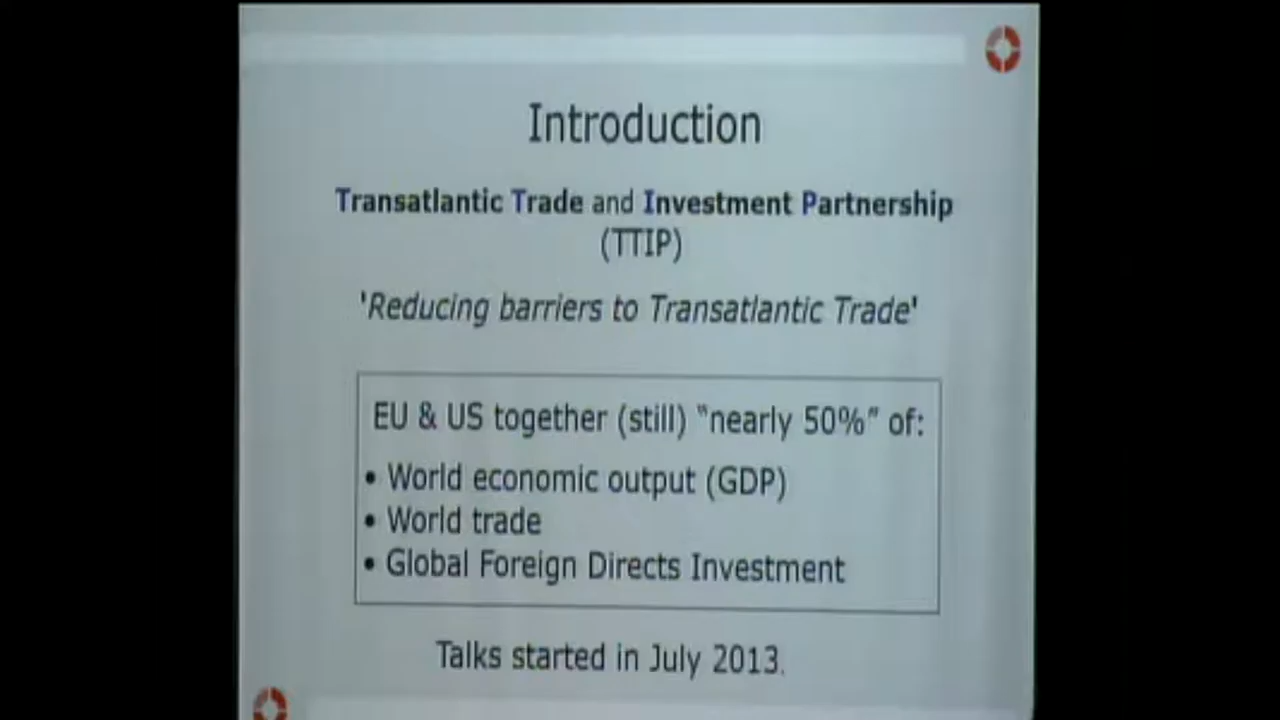 Introduction
Transatlantic Trade and Investment Partnership
(TTIP)
'Reducing barriers to Transatlantic Trade'
EU & US together (still) "nearly 50%" of:
• World economic output (GDP)
• World trade
• Global Foreign Directs Investment
Talks started in July 2013.